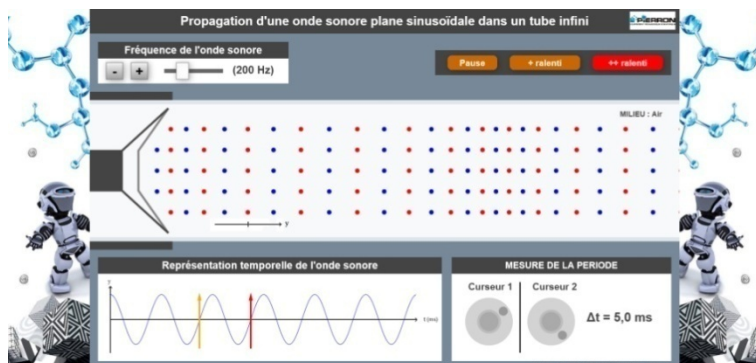 Propagation d'une onde sonore plane sinusoïdale dans un tube infini
PIERRON
Fréquence de l'onde sonore
- + (200 Hz)
Pause + ralenti ++ ralenti
MILIEU : Air
y
Représentation temporelle de l'onde sonore
y
t (ms)
MESURE DE LA PERIODE
Curseur 1 Curseur 2
Δt = 5,0 ms